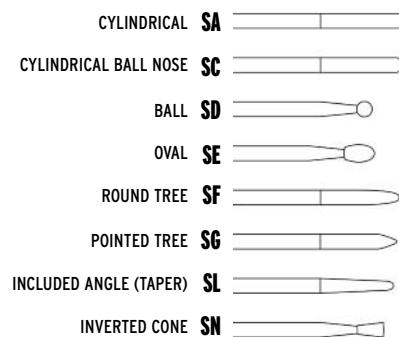 CYLINDRICAL SA
CYLINDRICAL BALL NOSE SC
BALL SD
OVAL SE
ROUND TREE SF
POINTED TREE SG
INCLUDED ANGLE (TAPER) SL
INVERTED CONE SN